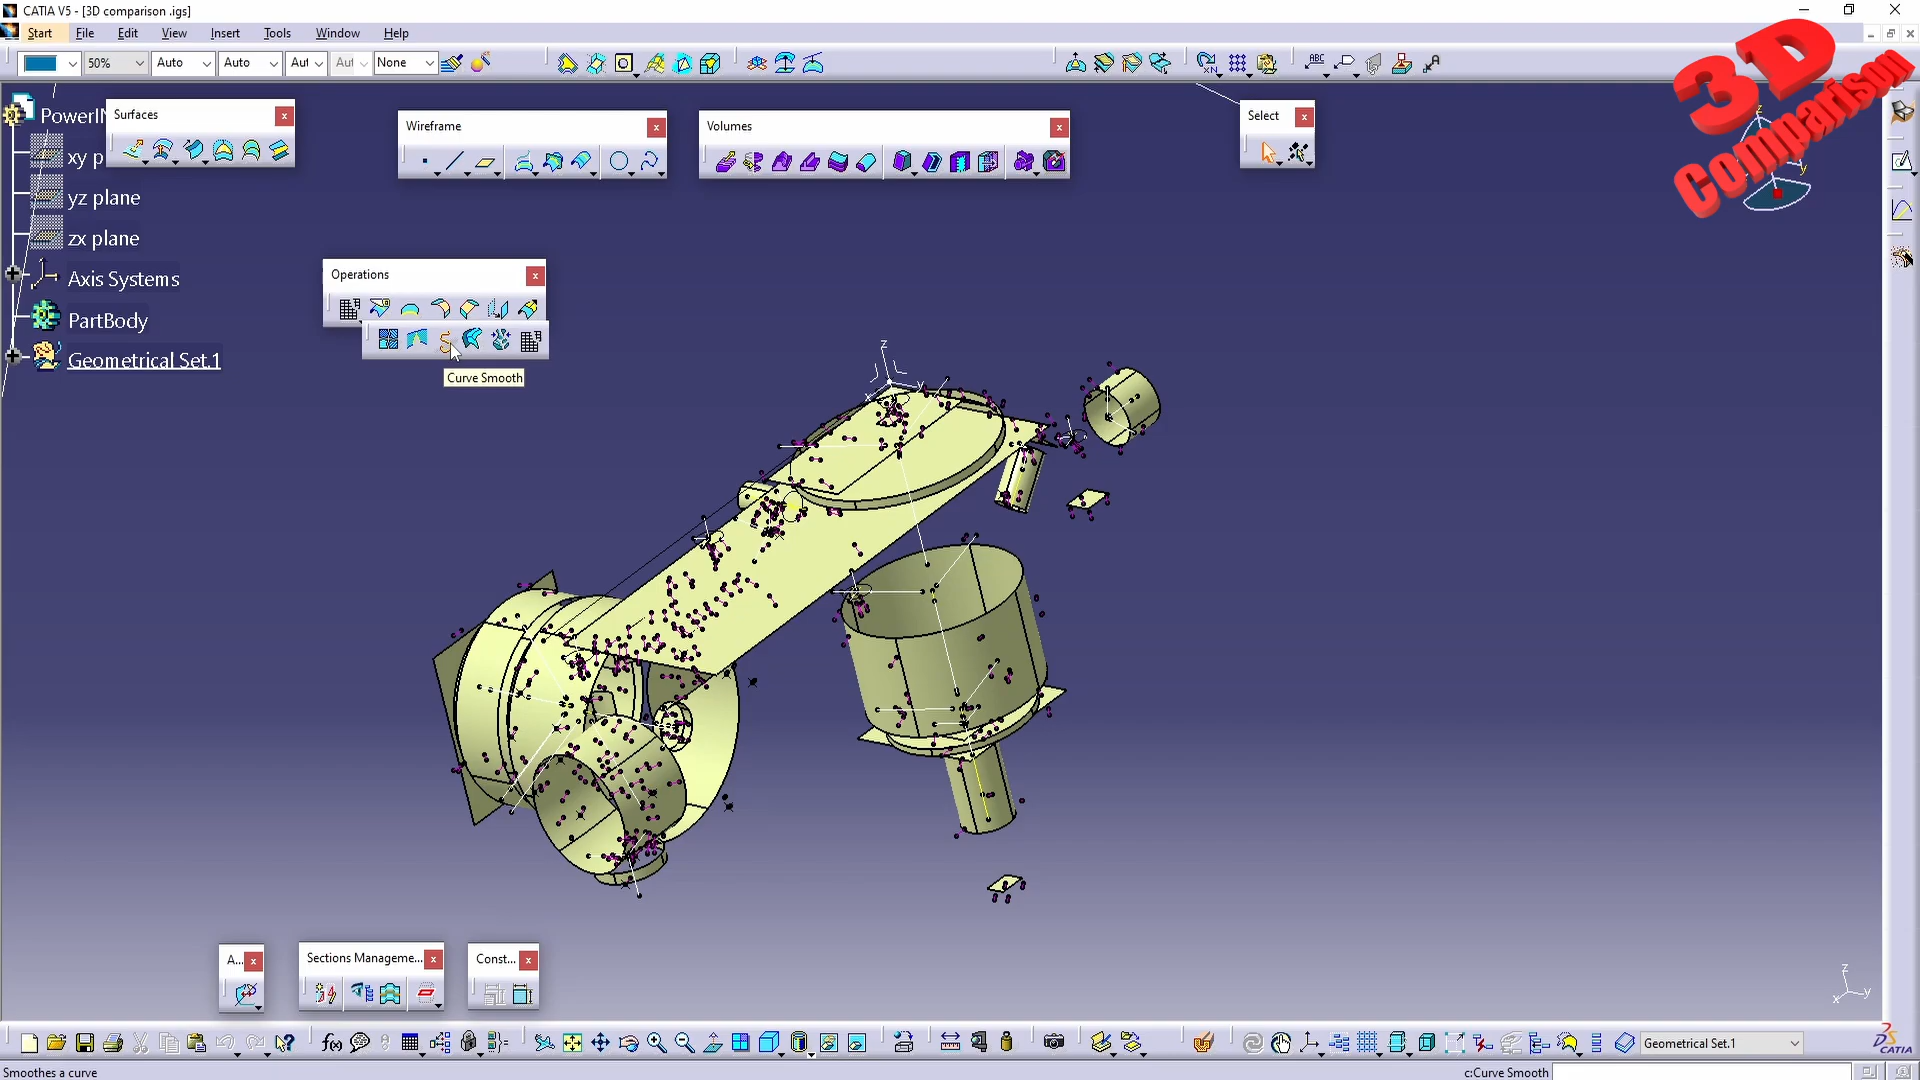 CATIA V5 - [3D comparison .igs]
Start File Edit View Insert Tools Window Help
50% Auto Auto Aut Aut None
ABC
3D
Comparison
PowerIN
Surfaces
Wireframe
Volumes
Select
xy p
yz plane
zx plane
Axis Systems
PartBody
Geometrical Set.1
Operations
Curve Smooth
z
y
x
z
y
A...
Sections Manageme...
Const...
z
y
x
f(x)
Geometrical Set.1
CATIA
Smoothes a curve
c:Curve Smooth